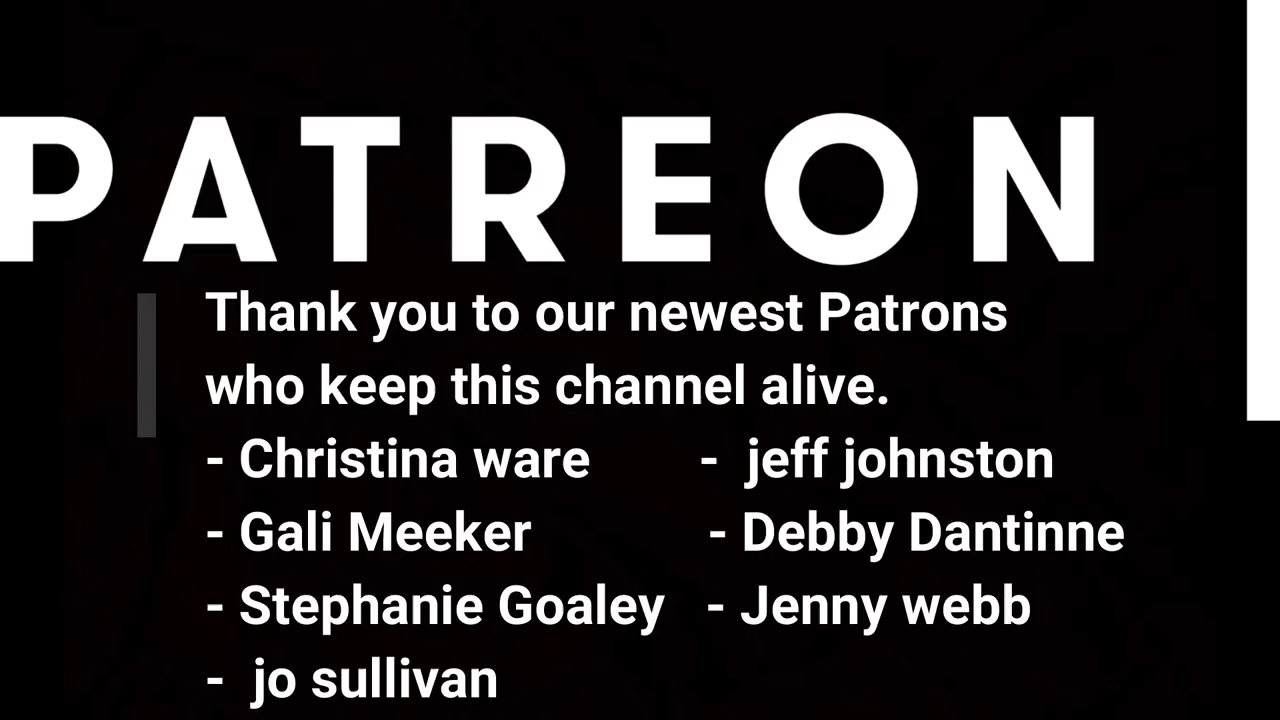 PATREON
Thank you to our newest Patrons
who keep this channel alive.
- Christina ware - jeff johnston
- Gali Meeker - Debby Dantinne
- Stephanie Goaley - Jenny webb
- jo sullivan